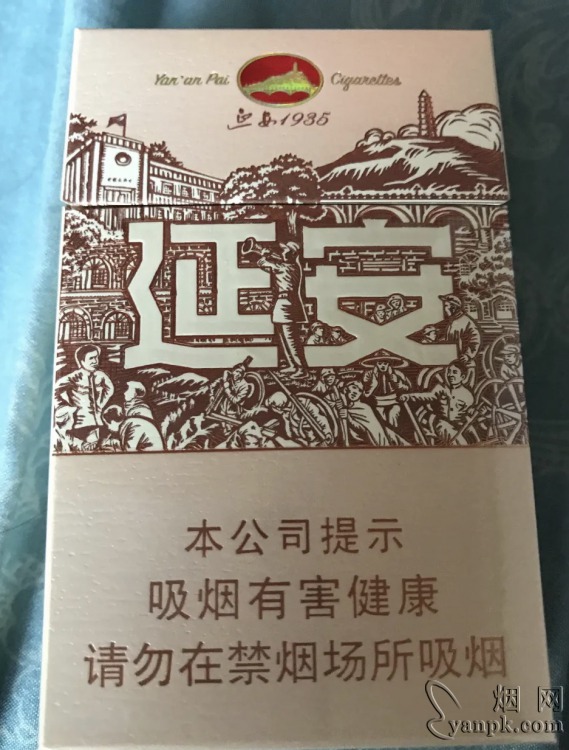 Yan'an Pai Cigarettes
延安1935
延安
本公司提示
吸烟有害健康
请勿在禁烟场所吸烟
烟网
yanpk.com